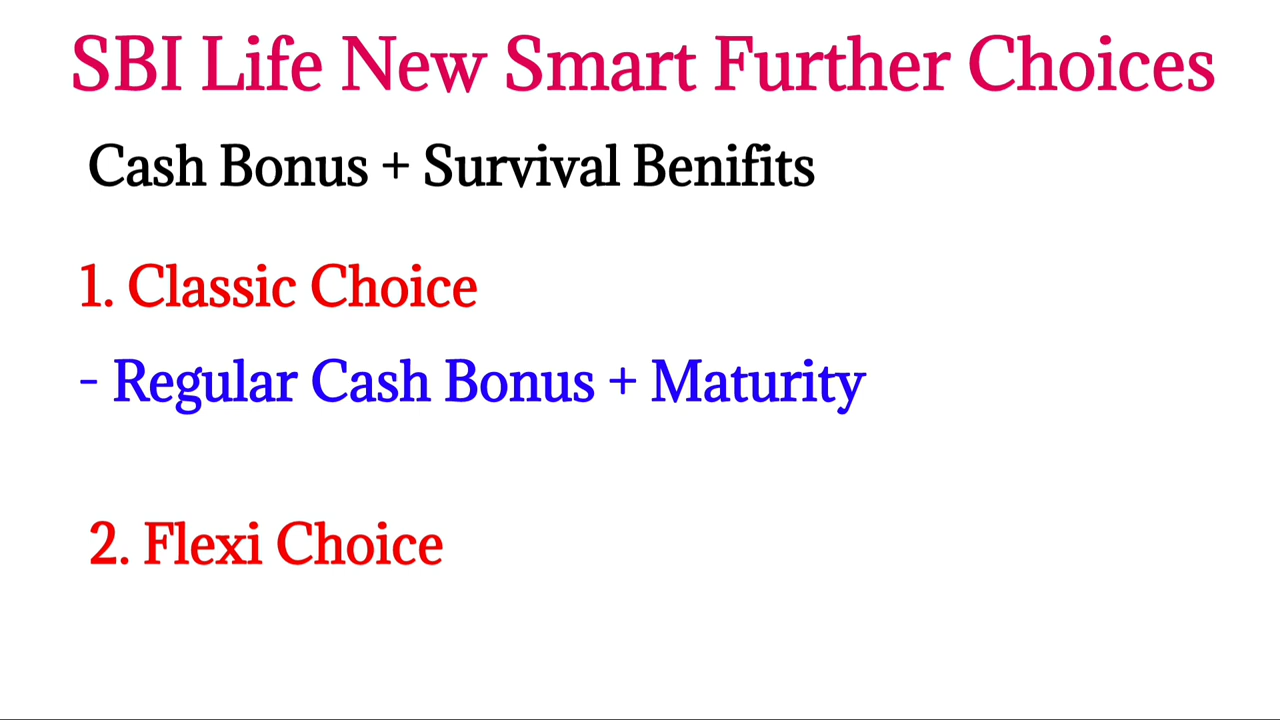 SBI Life New Smart Further Choices
Cash Bonus + Survival Benifits
1. Classic Choice
- Regular Cash Bonus + Maturity
2. Flexi Choice